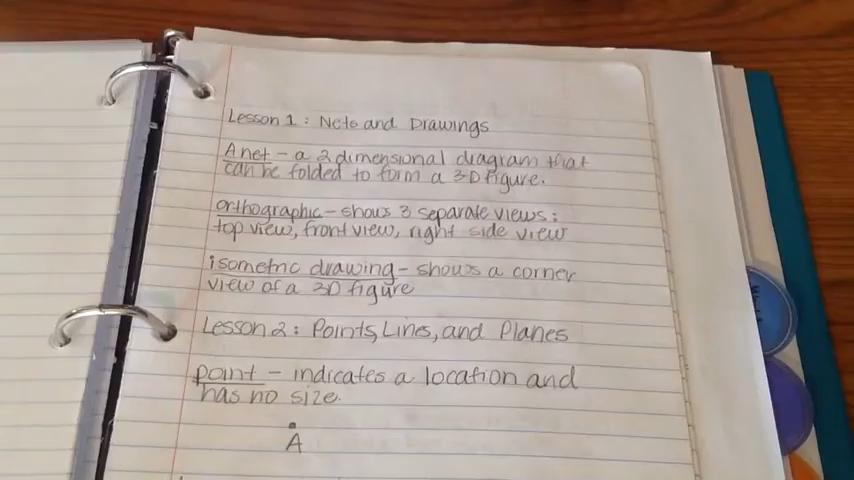 Lesson 1: Nets and Drawings
A net - a 2 dimensional diagram that
can be folded to form a 3-D figure.
orthographic - shows 3 separate views:
top view, front view, right side view
isometric drawing - shows a corner
view of a 3D figure
Lesson 2: Points, Lines, and Planes
point - indicates a location and
has no size.
A